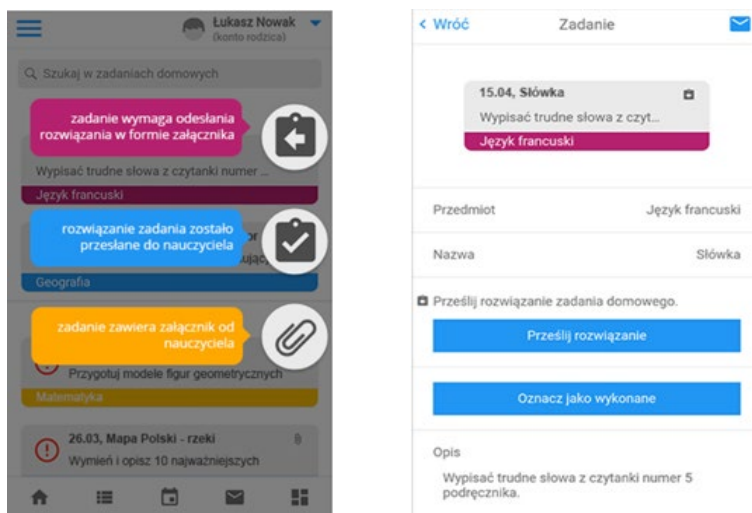 Łukasz Nowak
(konto rodzica)
Szukaj w zadaniach domowych
zadanie wymaga odesłania
rozwiązania w formie załącznika
Wypisać trudne słowa z czytanki numer ...
Język francuski
rozwiązanie zadania zostało
przesłane do nauczyciela
Geografia
zadanie zawiera załącznik od
nauczyciela
Przygotuj modele figur geometrycznych
Matematyka
26.03, Mapa Polski - rzeki
Wymień i opisz 10 najważniejszych
< Wróć
Zadanie
15.04, Słówka
Wypisać trudne słowa z czyt...
Język francuski
Przedmiot
Język francuski
Nazwa
Słówka
Prześlij rozwiązanie zadania domowego.
Prześlij rozwiązanie
Oznacz jako wykonane
Opis
Wypisać trudne słowa z czytanki numer 5
podręcznika.